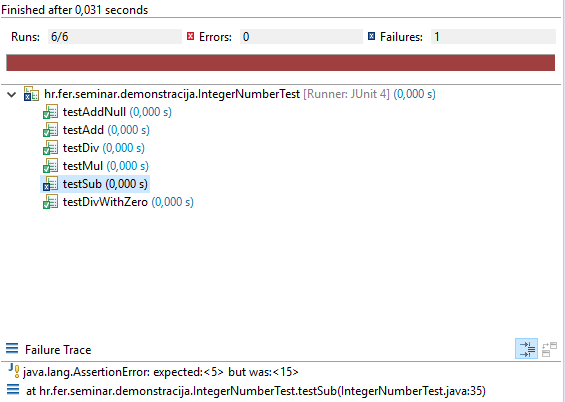 Finished after 0,031 seconds
Runs: 6/6 Errors: 0 Failures: 1
hr.fer.seminar.demonstracija.IntegerNumberTest [Runner: JUnit 4] (0,000 s)
testAddNull (0,000 s)
testAdd (0,000 s)
testDiv (0,000 s)
testMul (0,000 s)
testSub (0,000 s)
testDivWithZero (0,000 s)
Failure Trace
java.lang.AssertionError: expected:<5> but was:<15>
at hr.fer.seminar.demonstracija.IntegerNumberTest.testSub(IntegerNumberTest.java:35)